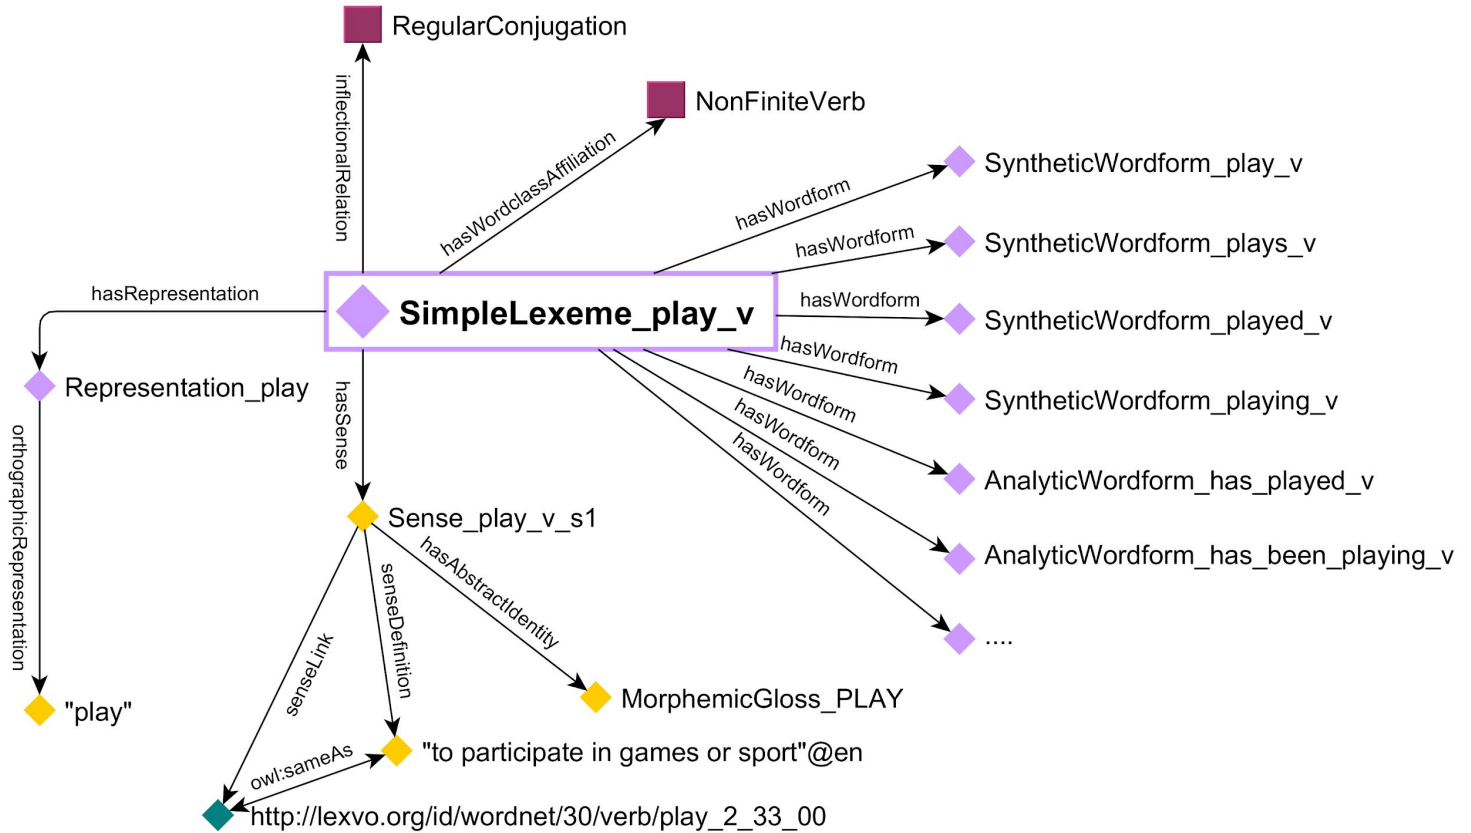 RegularConjugation
inflectionalRelation
NonFiniteVerb
hasWordclassAffiliation
SyntheticWordform_play_v
hasWordform
SyntheticWordform_plays_v
hasWordform
hasRepresentation
SimpleLexeme_play_v
hasWordform
SyntheticWordform_played_v
hasWordform
SyntheticWordform_playing_v
hasWordform
AnalyticWordform_has_played_v
hasWordform
AnalyticWordform_has_been_playing_v
hasWordform
....
Representation_play
orthographicRepresentation
"play"
hasSense
Sense_play_v_s1
hasAbstractIdentity
MorphemicGloss_PLAY
senseDefinition
"to participate in games or sport"@en
senseLink
owl:sameAs
http://lexvo.org/id/wordnet/30/verb/play_2_33_00